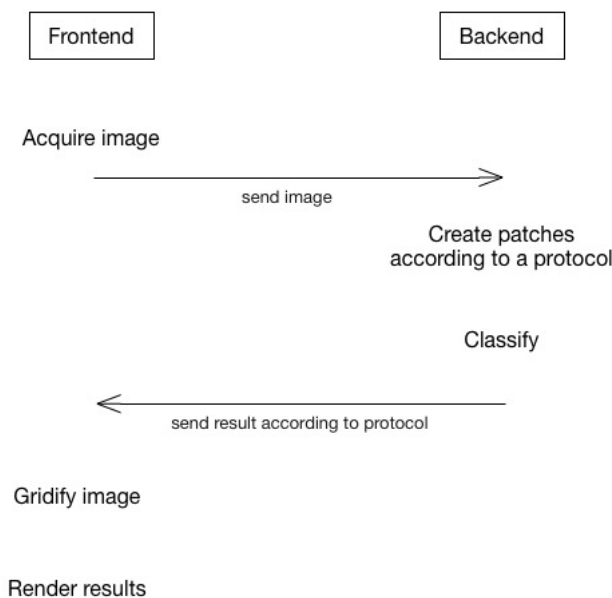 Frontend
Backend
Acquire image
send image
Create patches
according to a protocol
Classify
send result according to protocol
Gridify image
Render results